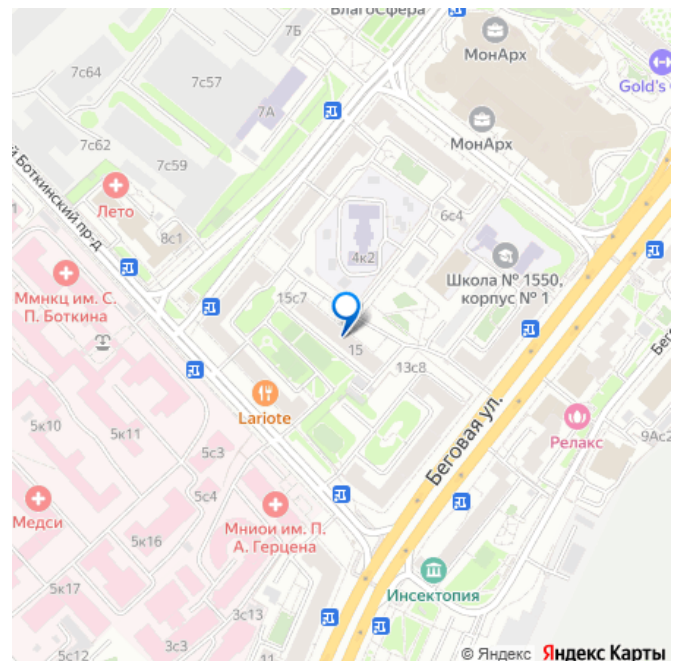 БлагоСфера
7Б
МонАрх
7с64
7с57
Gold's
7А
МонАрх
7с62
7с59
й Боткинский пр-д
Лето
8с1
6с4
4к2
Школа № 1550,
корпус № 1
Ммнкц им. С.
П. Боткина
15с7
15
13с8
Бег
Lariote
Беговая ул.
5к10
5к11
5с3
Релакс
9Ас2
5с4
Медси
Мниои им. П.
А. Герцена
5к16
Инсектопия
5к17
3с13
3с3
11
5с12
© Яндекс Яндекс Карты